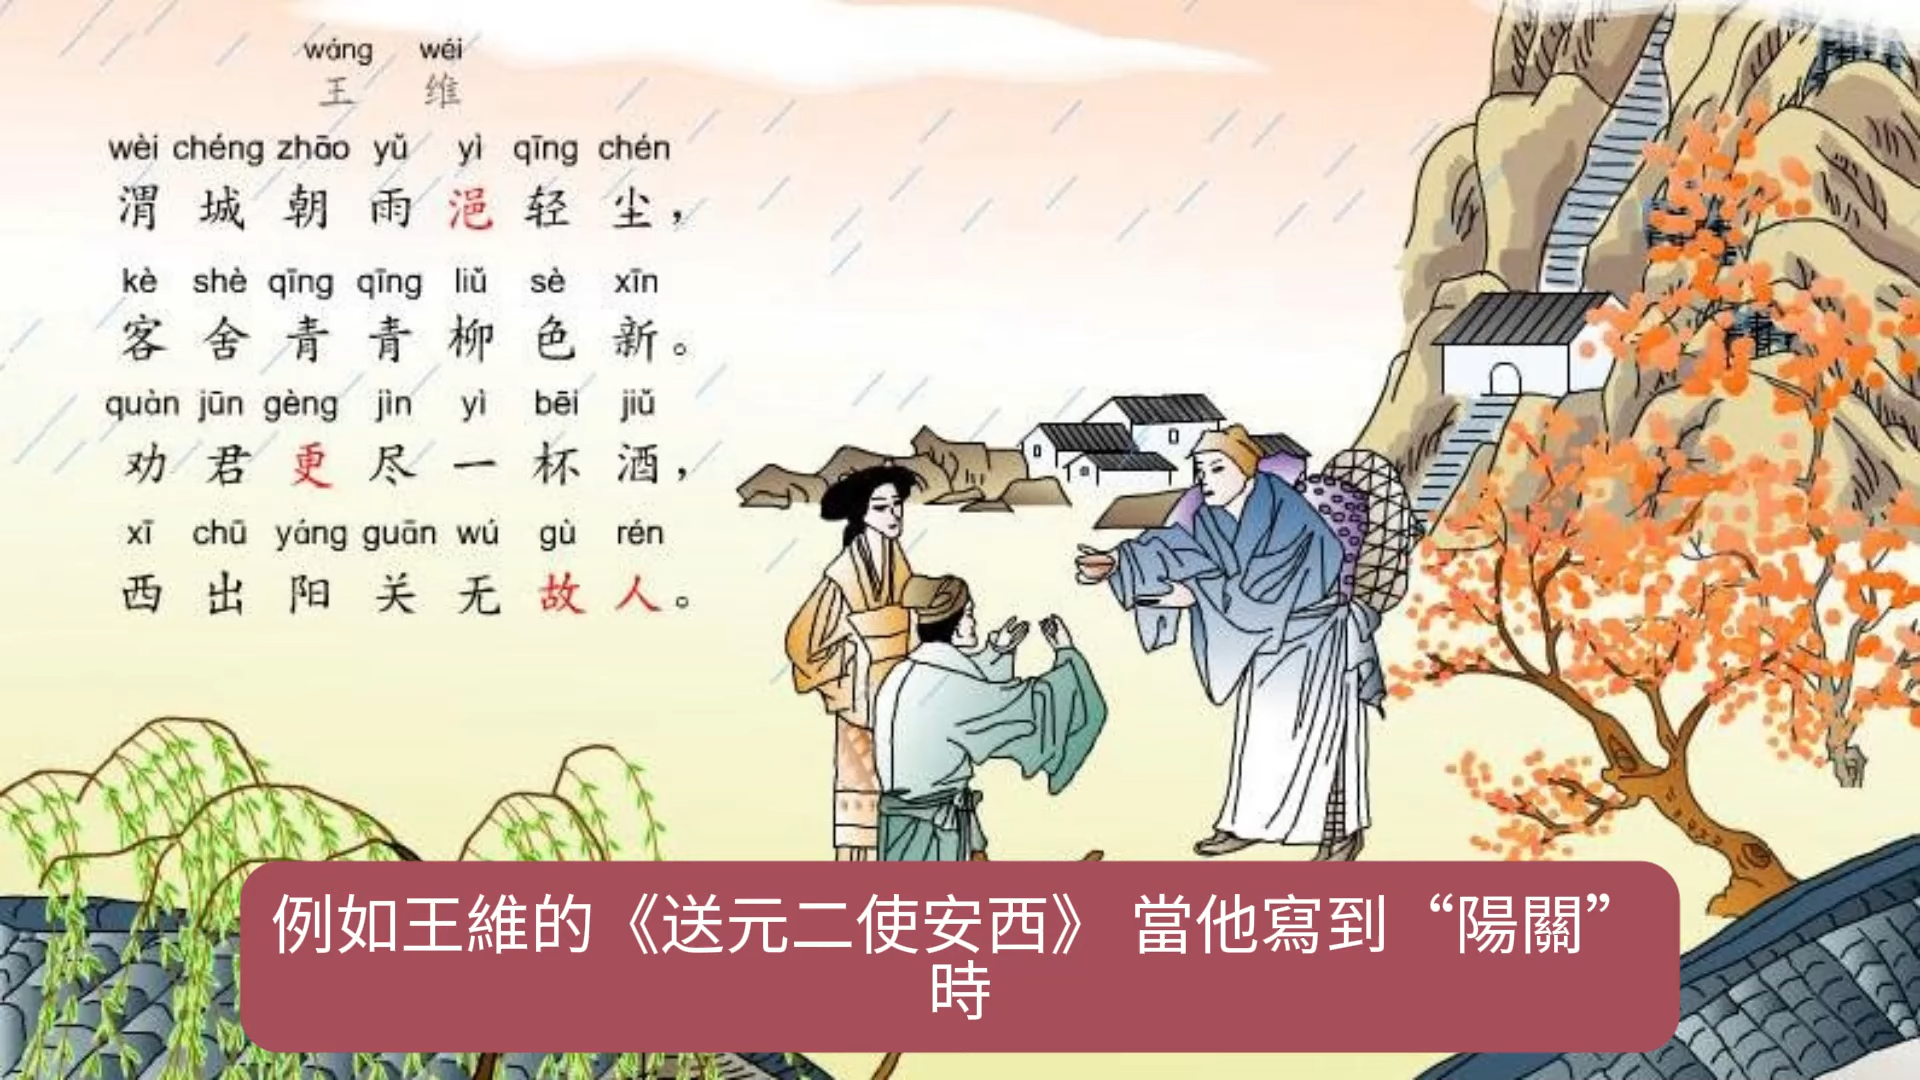 wáng wéi
王 维
wèi chéng zhāo yǔ yì qīng chén
渭 城 朝 雨 浥 轻 尘，
kè shè qīng qīng liǔ sè xīn
客 舍 青 青 柳 色 新。
quàn jūn gèng jìn yì bēi jiǔ
劝 君 更 尽 一 杯 酒，
xī chū yáng guān wú gù rén
西 出 阳 关 无 故 人。
例如王維的《送元二使安西》 當他寫到“陽關”
時